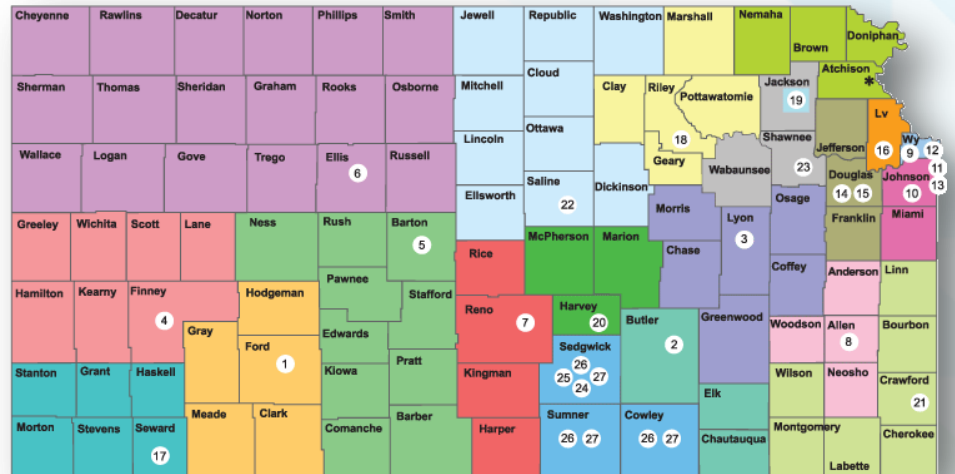 Cheyenne Rawlins Decatur Norton Phillips Smith Jewell Republic Washington Marshall Nemaha Brown Doniphan
Atchison *
Sherman Thomas Sheridan Graham Rooks Osborne Mitchell Cloud Clay Riley Pottawatomie Jackson
19
Lincoln Ottawa 18 Shawnee Jefferson Lv Wy 12
16 9
Wallace Logan Gove Trego Ellis Russell Geary Wabaunsee 23 Douglas Johnson 11
6 14 15 10 13
Ellsworth Saline Dickinson Morris Lyon Osage Franklin Miami
22 3
Greeley Wichita Scott Lane Ness Rush Barton McPherson Marion Chase
5
Rice Coffey Anderson Linn
Hamilton Kearny Finney Hodgeman Pawnee Stafford Reno Harvey Butler Greenwood Woodson Allen Bourbon
4 7 20 2 8
Gray Ford Edwards Sedgwick
1 26
25 27
24
Stanton Grant Haskell Kiowa Pratt Kingman Elk Wilson Neosho Crawford
21
Morton Stevens Seward Meade Clark Comanche Barber Harper Sumner Cowley Chautauqua Montgomery Labette Cherokee
17 26 27 26 27